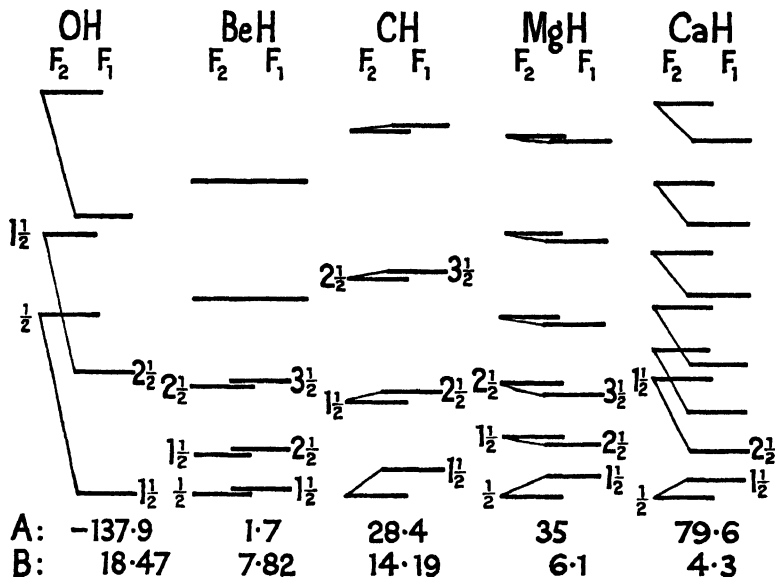 OH BeH CH MgH CaH
F₂ F₁ F₂ F₁ F₂ F₁ F₂ F₁ F₂ F₁
1½
2½ 3½
½
2½ 2½ 3½ 1½ 2½ 2½ 3½ 1½
1½ 2½ 1½ 2½ 2½
1½ ½ 1½ 1½ ½ 1½ ½ 1½
A: -137·9 1·7 28·4 35 79·6
B: 18·47 7·82 14·19 6·1 4·3